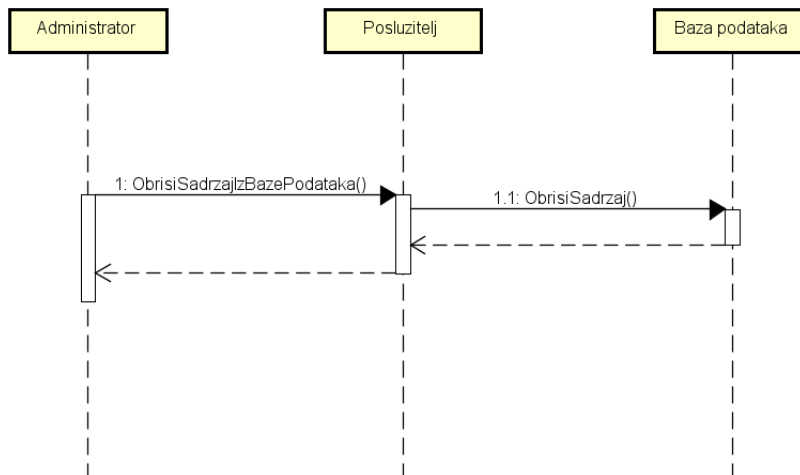 Administrator
Posluzitelj
Baza podataka
1: ObrisiSadrzajIzBazePodataka()
1.1: ObrisiSadrzaj()